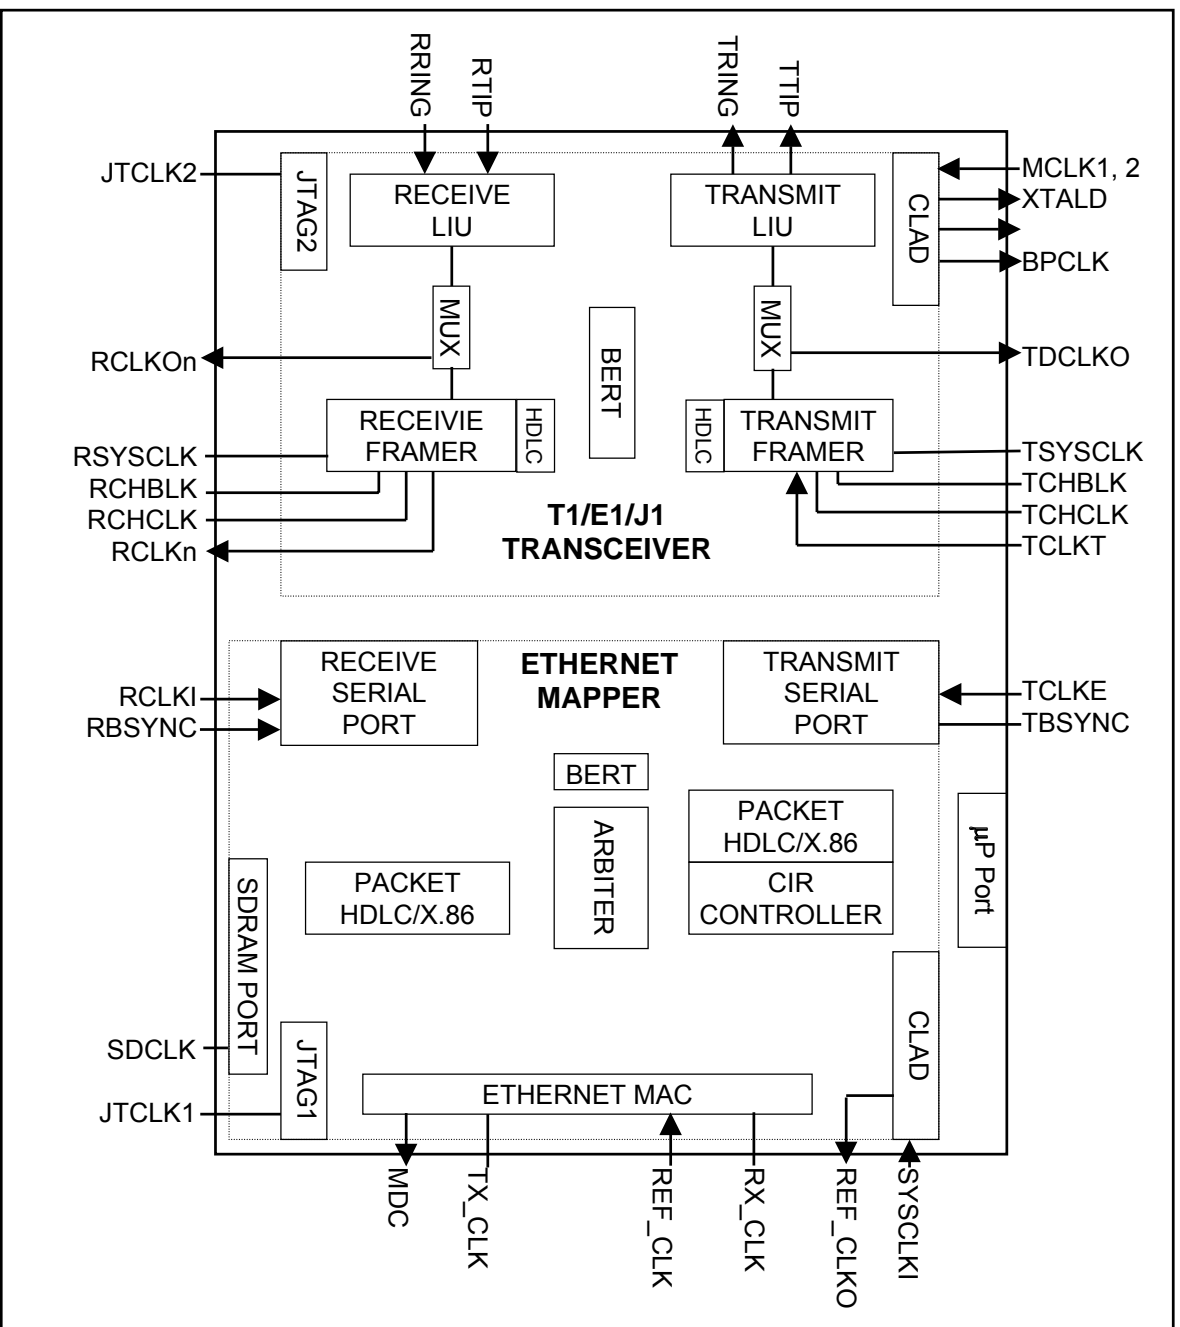 RRING
RTIP
TRING
TTIP
JTCLK2
JTAG2
RECEIVE
LIU
TRANSMIT
LIU
CLAD
MCLK1, 2
XTALD
BPCLK
MUX
BERT
MUX
RCLKOn
TDCLKO
RECEIVIE
FRAMER
HDLC
HDLC
TRANSMIT
FRAMER
RSYSCLK
RCHBLK
RCHCLK
RCLKn
TSYSCLK
TCHBLK
TCHCLK
TCLKT
T1/E1/J1
TRANSCEIVER
RECEIVE
SERIAL
PORT
ETHERNET
MAPPER
TRANSMIT
SERIAL
PORT
RCLKI
RBSYNC
TCLKE
TBSYNC
BERT
ARBITER
PACKET
HDLC/X.86
CIR
CONTROLLER
µP Port
PACKET
HDLC/X.86
SDRAM PORT
SDCLK
JTCLK1
JTAG1
ETHERNET MAC
CLAD
MDC
TX_CLK
REF_CLK
RX_CLK
REF_CLKO
SYSCLKI